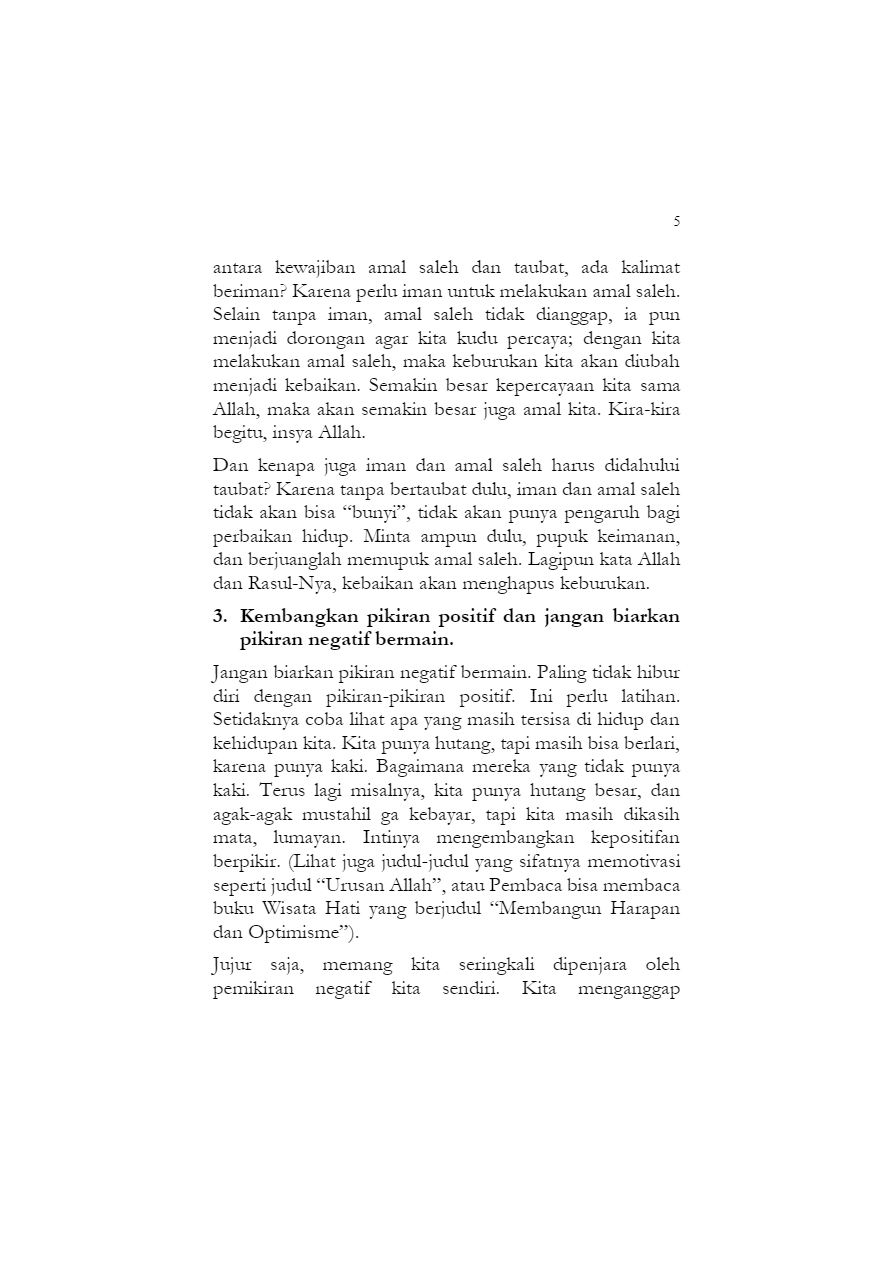 5
antara kewajiban amal saleh dan taubat, ada kalimat
beriman? Karena perlu iman untuk melakukan amal saleh.
Selain tanpa iman, amal saleh tidak dianggap, ia pun
menjadi dorongan agar kita kudu percaya; dengan kita
melakukan amal saleh, maka keburukan kita akan diubah
menjadi kebaikan. Semakin besar kepercayaan kita sama
Allah, maka akan semakin besar juga amal kita. Kira-kira
begitu, insya Allah.
Dan kenapa juga iman dan amal saleh harus didahului
taubat? Karena tanpa bertaubat dulu, iman dan amal saleh
tidak akan bisa “bunyi”, tidak akan punya pengaruh bagi
perbaikan hidup. Minta ampun dulu, pupuk keimanan,
dan berjuanglah memupuk amal saleh. Lagipun kata Allah
dan Rasul-Nya, kebaikan akan menghapus keburukan.
3. Kembangkan pikiran positif dan jangan biarkan
pikiran negatif bermain.
Jangan biarkan pikiran negatif bermain. Paling tidak hibur
diri dengan pikiran-pikiran positif. Ini perlu latihan.
Setidaknya coba lihat apa yang masih tersisa di hidup dan
kehidupan kita. Kita punya hutang, tapi masih bisa berlari,
karena punya kaki. Bagaimana mereka yang tidak punya
kaki. Terus lagi misalnya, kita punya hutang besar, dan
agak-agak mustahil ga kebayar, tapi kita masih dikasih
mata, lumayan. Intinya mengembangkan kepositifan
berpikir. (Lihat juga judul-judul yang sifatnya memotivasi
seperti judul “Urusan Allah”, atau Pembaca bisa membaca
buku Wisata Hati yang berjudul “Membangun Harapan
dan Optimisme”).
Jujur saja, memang kita seringkali dipenjara oleh
pemikiran negatif kita sendiri. Kita menganggap